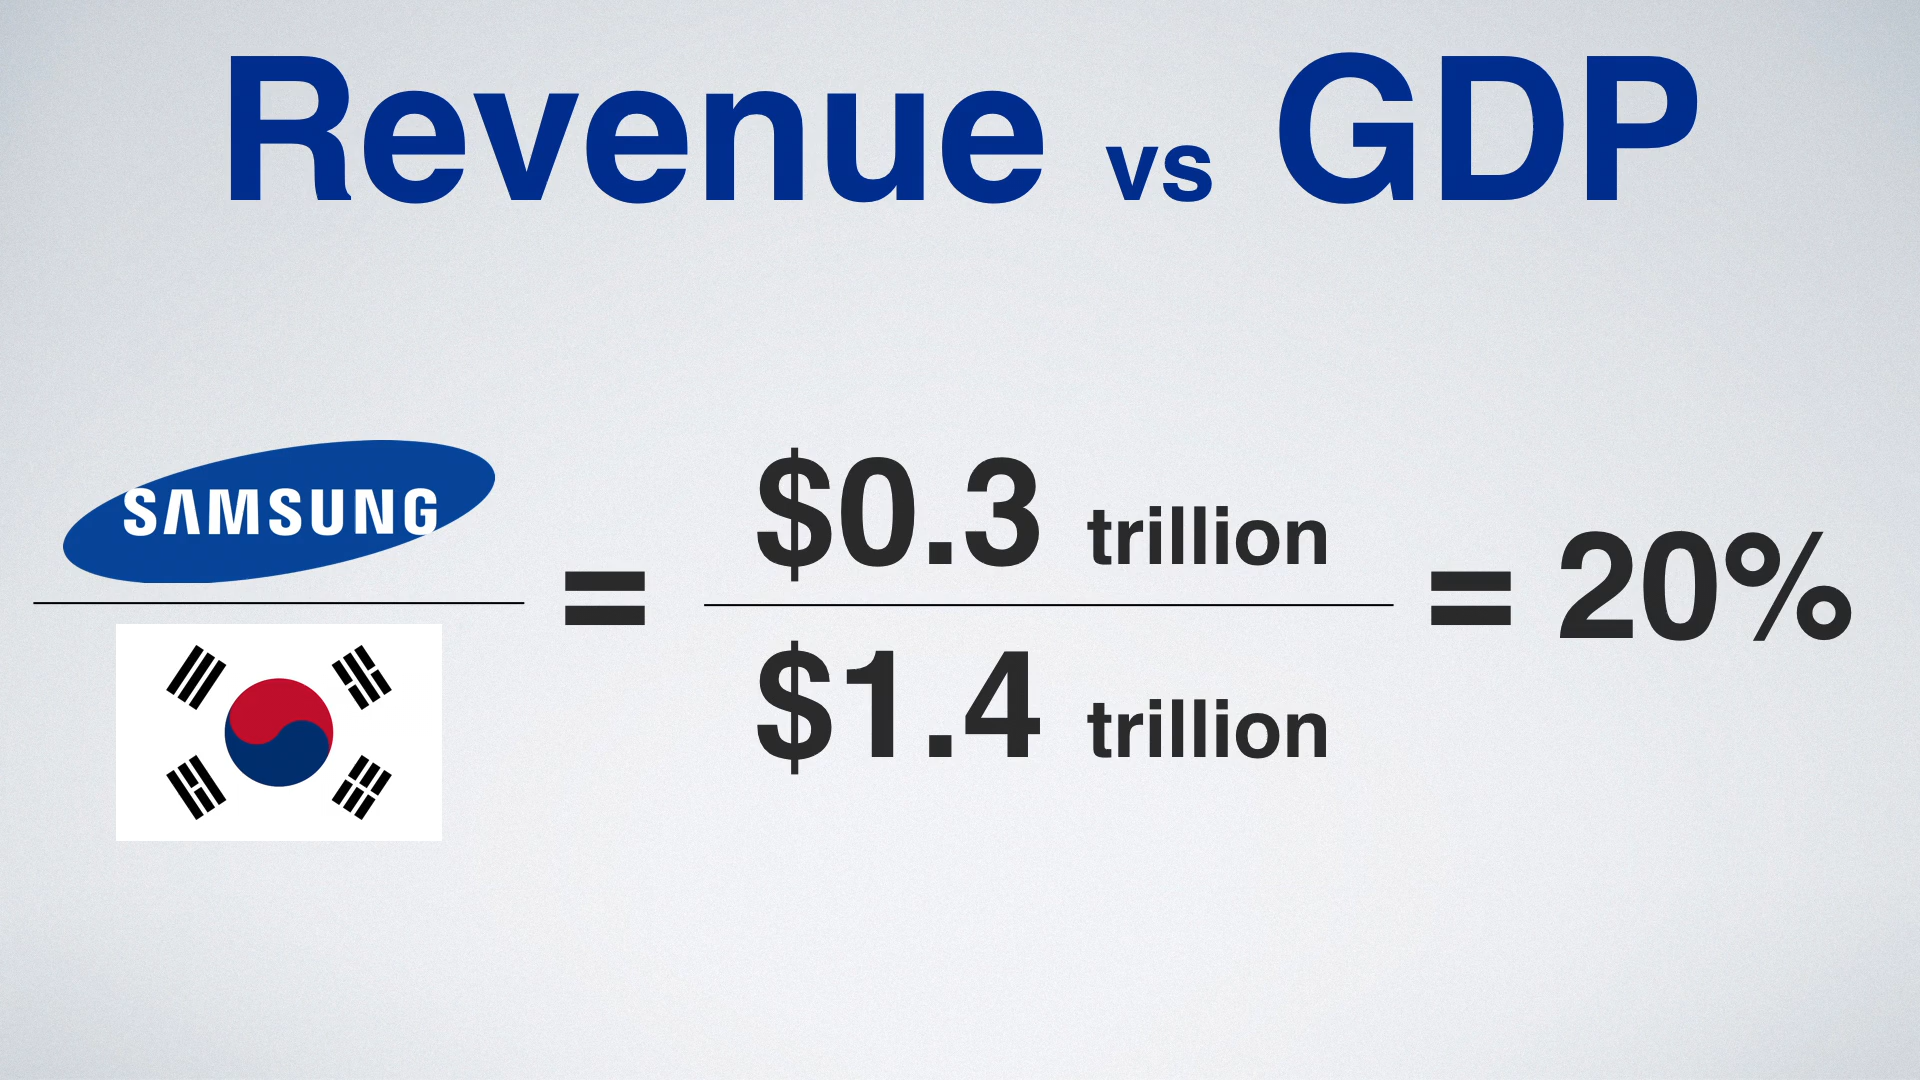 Revenue vs GDP
SAMSUNG
= $0.3 trillion
$1.4 trillion
= 20%